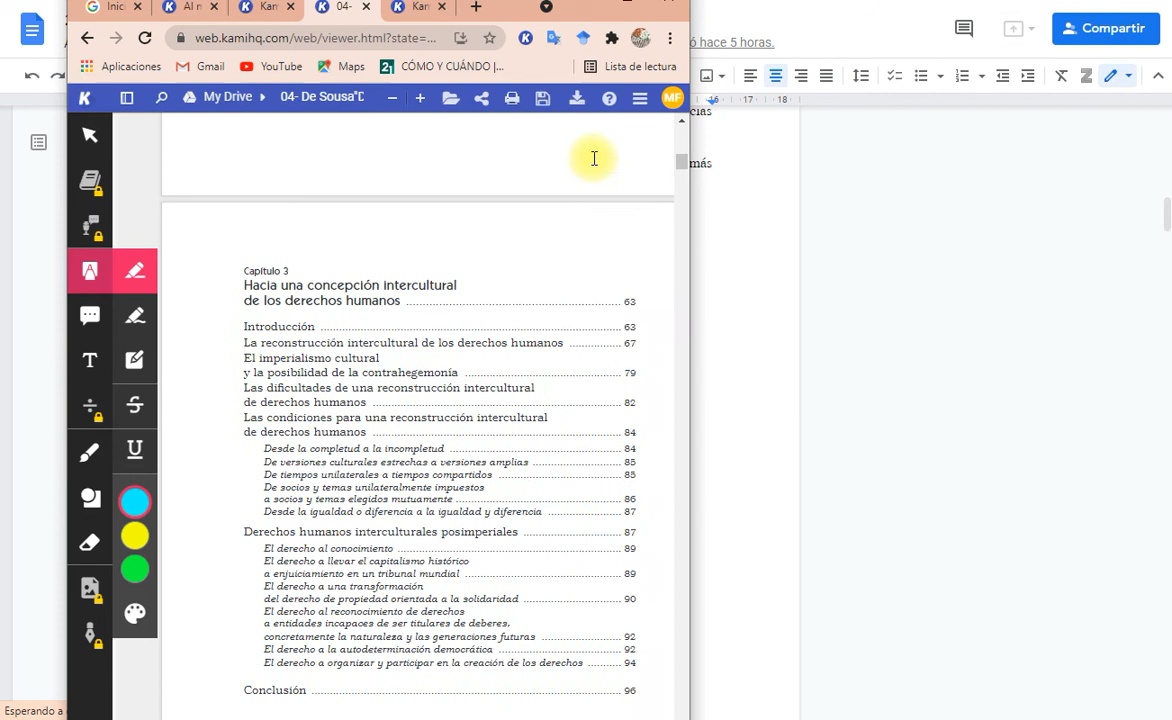 Inici
Al r
Kan
04-
Kar
web.kamihq.com/web/viewer.html?state=...
Aplicaciones
Gmail
YouTube
Maps
CÓMO Y CUÁNDO |...
Lista de lectura
My Drive
04- De Sousa"D
MF
ó hace 5 horas.
Compartir
16 17 18
cias
más
Capítulo 3
Hacia una concepción intercultural
de los derechos humanos 63
Introducción 63
La reconstrucción intercultural de los derechos humanos 67
El imperialismo cultural
y la posibilidad de la contrahegemonía 79
Las dificultades de una reconstrucción intercultural
de derechos humanos 82
Las condiciones para una reconstrucción intercultural
de derechos humanos 84
Desde la completud a la incompletud 84
De versiones culturales estrechas a versiones amplias 85
De tiempos unilaterales a tiempos compartidos 85
De socios y temas unilateralmente impuestos
a socios y temas elegidos mutuamente 86
Desde la igualdad o diferencia a la igualdad y diferencia 87
Derechos humanos interculturales posimperiales 87
El derecho al conocimiento 89
El derecho a llevar el capitalismo histórico
a enjuiciamiento en un tribunal mundial 89
El derecho a una transformación
del derecho de propiedad orientada a la solidaridad 90
El derecho al reconocimiento de derechos
a entidades incapaces de ser titulares de deberes,
concretamente la naturaleza y las generaciones futuras 92
El derecho a la autodeterminación democrática 92
El derecho a organizar y participar en la creación de los derechos 94
Conclusión 96
Esperando a